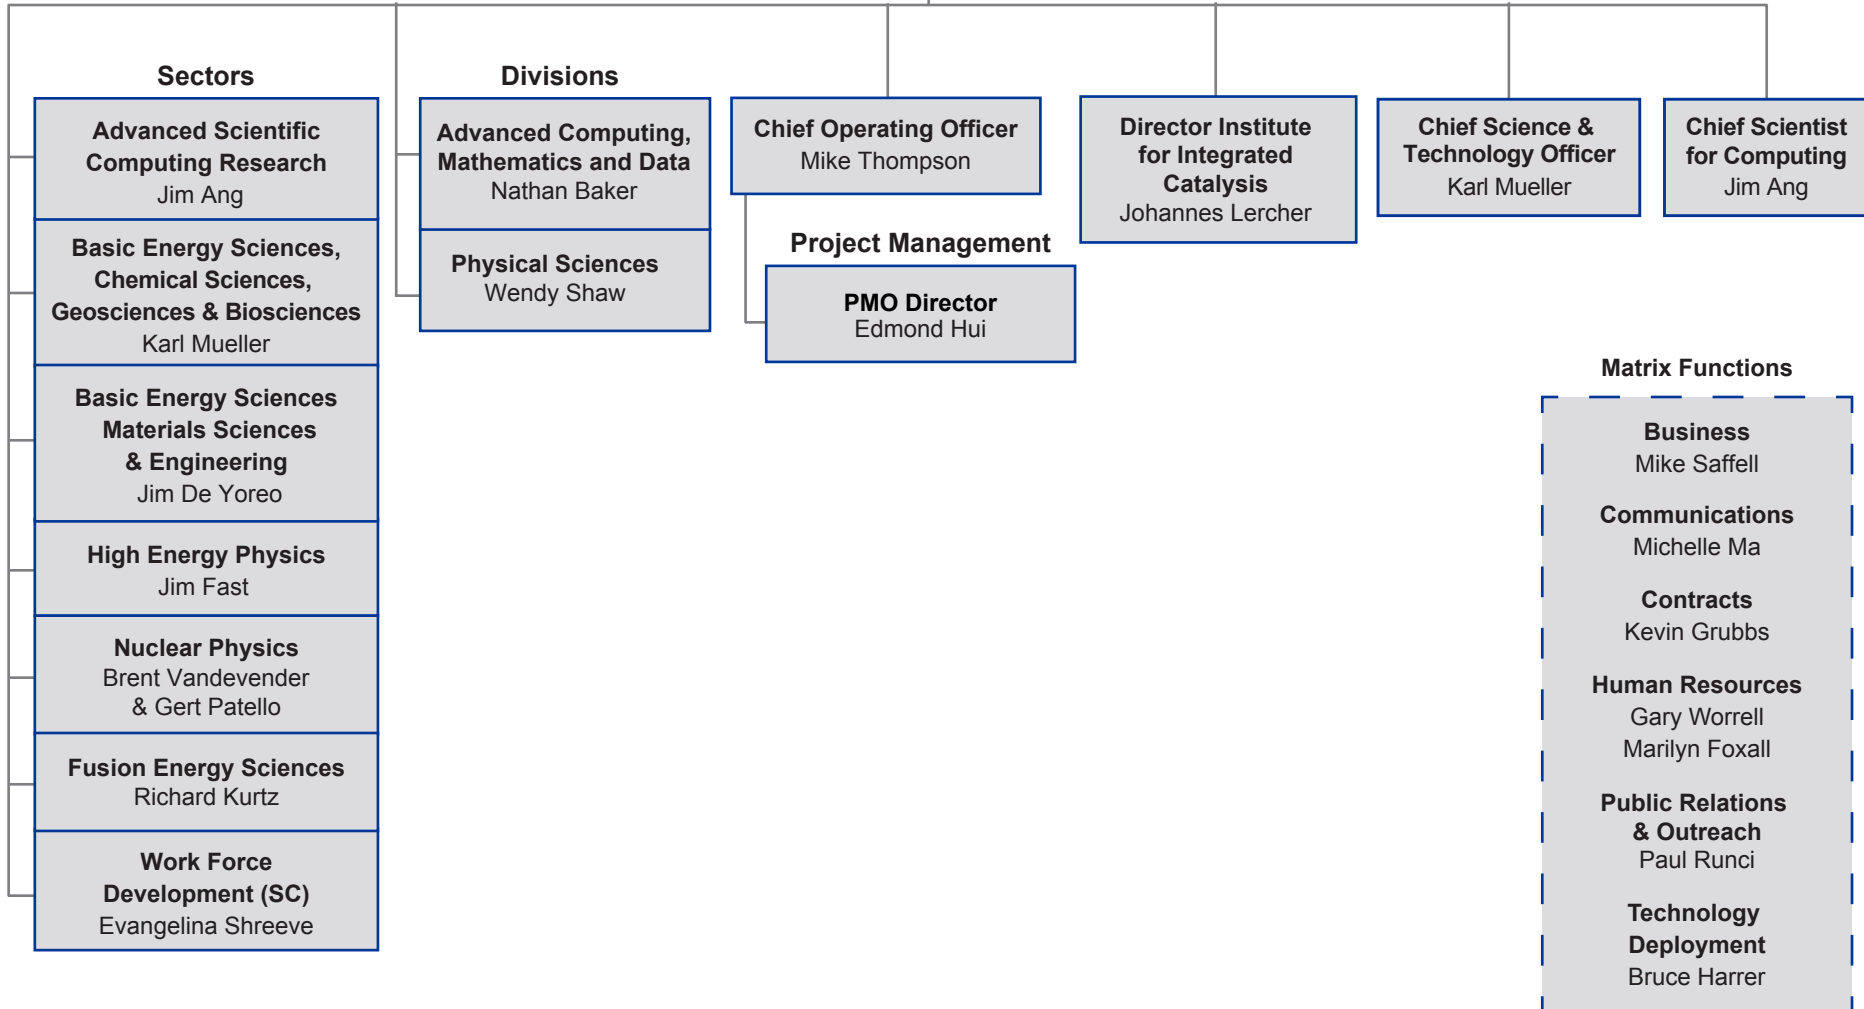 Sectors
Advanced Scientific
Computing Research
Jim Ang
Basic Energy Sciences,
Chemical Sciences,
Geosciences & Biosciences
Karl Mueller
Basic Energy Sciences
Materials Sciences
& Engineering
Jim De Yoreo
High Energy Physics
Jim Fast
Nuclear Physics
Brent Vandevender
& Gert Patello
Fusion Energy Sciences
Richard Kurtz
Work Force
Development (SC)
Evangelina Shreeve
Divisions
Advanced Computing,
Mathematics and Data
Nathan Baker
Physical Sciences
Wendy Shaw
Chief Operating Officer
Mike Thompson
Project Management
PMO Director
Edmond Hui
Director Institute
for Integrated
Catalysis
Johannes Lercher
Chief Science &
Technology Officer
Karl Mueller
Chief Scientist
for Computing
Jim Ang
Matrix Functions
Business
Mike Saffell
Communications
Michelle Ma
Contracts
Kevin Grubbs
Human Resources
Gary Worrell
Marilyn Foxall
Public Relations
& Outreach
Paul Runci
Technology
Deployment
Bruce Harrer